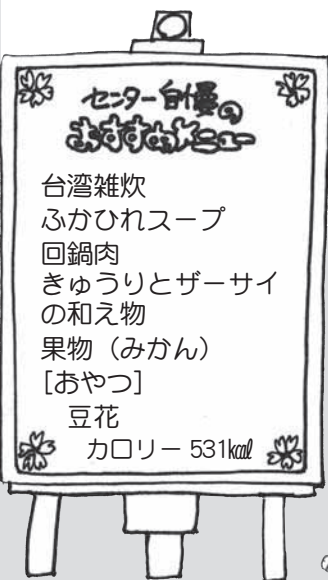 センター自慢の
おすすめメニュー
台湾雑炊
ふかひれスープ
回鍋肉
きゅうりとザーサイ
の和え物
果物（みかん）
[おやつ]
豆花
カロリー 531㎉